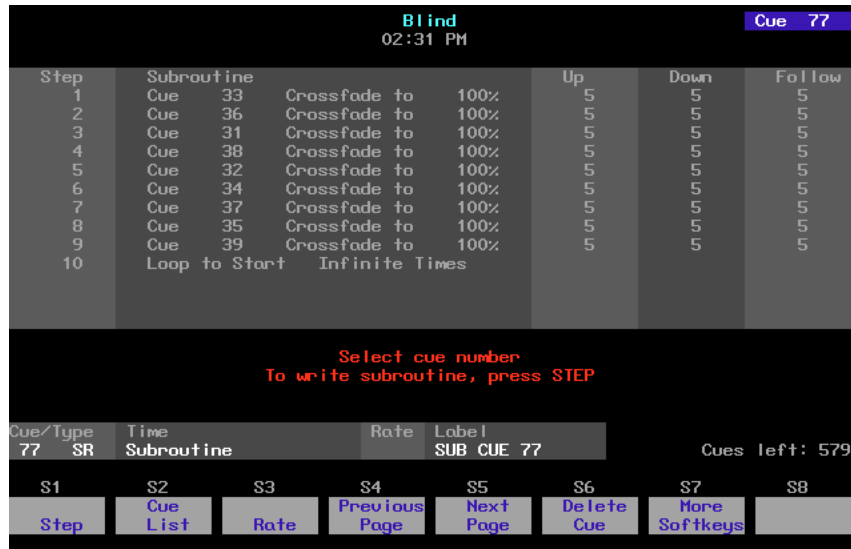 Blind Cue 77
02:31 PM
Step Subroutine Up Down Follow
1 Cue 33 Crossfade to 100% 5 5 5
2 Cue 36 Crossfade to 100% 5 5 5
3 Cue 31 Crossfade to 100% 5 5 5
4 Cue 38 Crossfade to 100% 5 5 5
5 Cue 32 Crossfade to 100% 5 5 5
6 Cue 34 Crossfade to 100% 5 5 5
7 Cue 37 Crossfade to 100% 5 5 5
8 Cue 35 Crossfade to 100% 5 5 5
9 Cue 39 Crossfade to 100% 5 5 5
10 Loop to Start Infinite Times
Select cue number
To write subroutine, press STEP
Cue/Type Time Rate Label
77 SR Subroutine SUB CUE 77 Cues left: 579
S1 S2 S3 S4 S5 S6 S7 S8
Cue Previous Next Delete More
Step List Rate Page Page Cue Softkeys